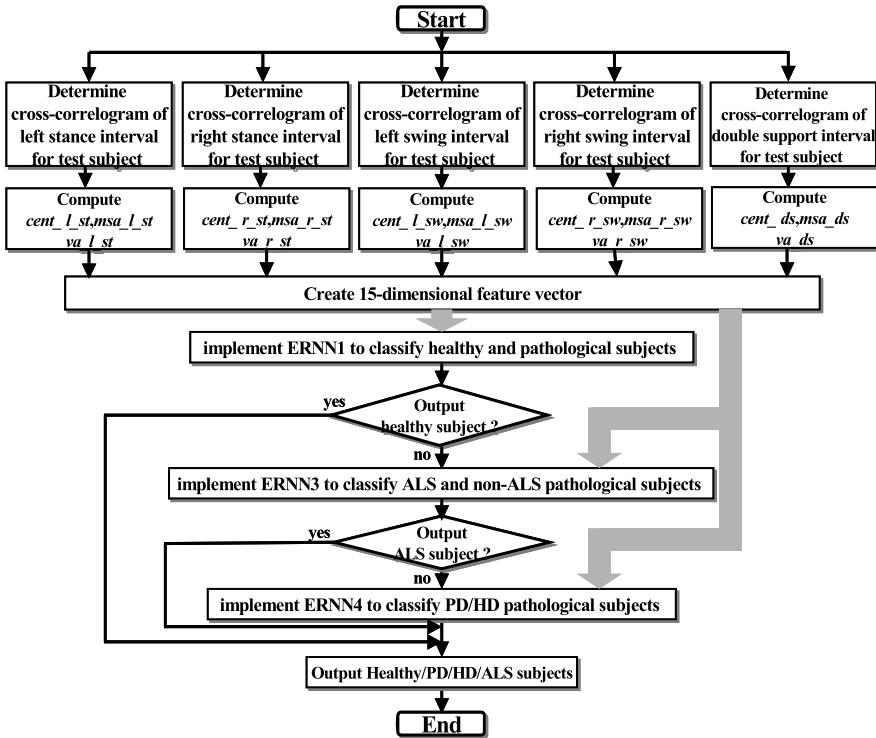 Start
Determine
cross-correlogram of
left stance interval
for test subject
Determine
cross-correlogram of
right stance interval
for test subject
Determine
cross-correlogram of
left swing interval
for test subject
Determine
cross-correlogram of
right swing interval
for test subject
Determine
cross-correlogram of
double support interval
for test subject
Compute
cent_l_st,msa_l_st
va_l_st
Compute
cent_r_st,msa_r_st
va_r_st
Compute
cent_l_sw,msa_l_sw
va_l_sw
Compute
cent_r_sw,msa_r_sw
va_r_sw
Compute
cent_ds,msa_ds
va_ds
Create 15-dimensional feature vector
implement ERNN1 to classify healthy and pathological subjects
yes
Output
healthy subject ?
no
implement ERNN3 to classify ALS and non-ALS pathological subjects
yes
Output
ALS subject ?
no
implement ERNN4 to classify PD/HD pathological subjects
Output Healthy/PD/HD/ALS subjects
End